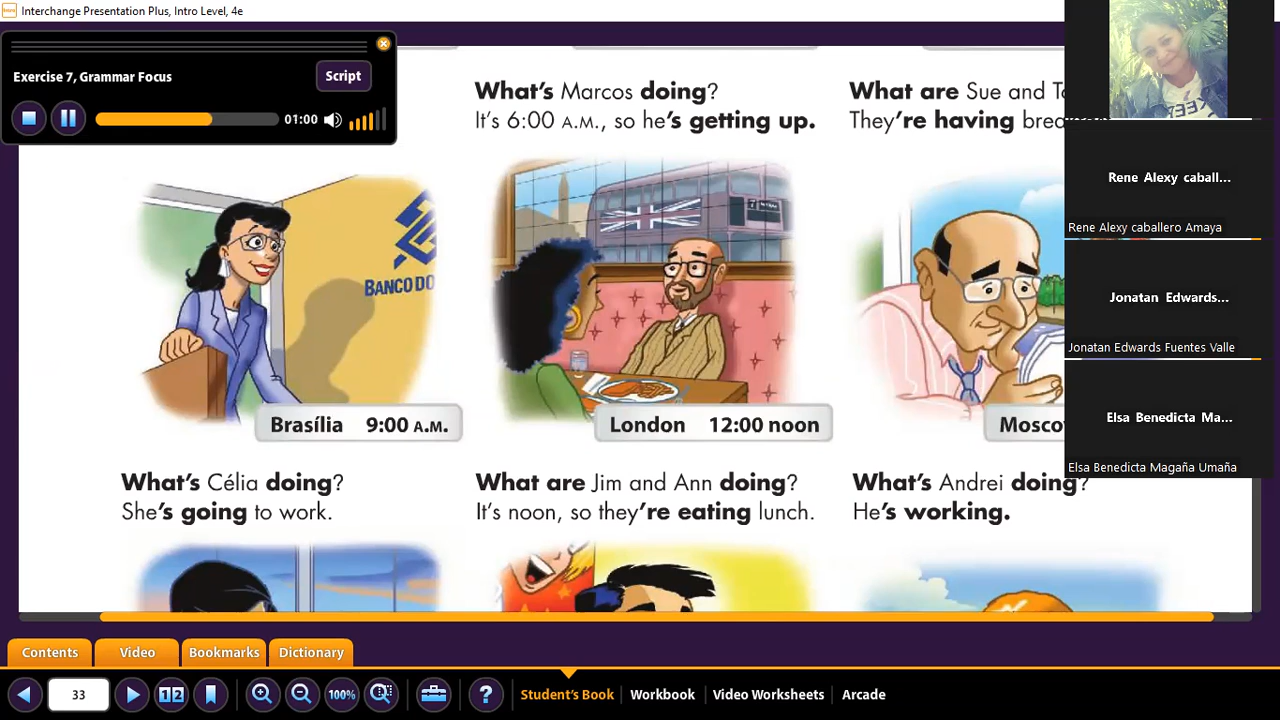 Interchange Presentation Plus, Intro Level, 4e
Exercise 7, Grammar Focus
Script
01:00
What's Marcos doing?
It's 6:00 A.M., so he's getting up.
What are Sue and
They're having
BANCO DO
Brasília 9:00 A.M.
London 12:00 noon
What's Célia doing?
She's going to work.
What are Jim and Ann doing?
It's noon, so they're eating lunch.
What's Andrei doing?
He's working.
Rene Alexy caball...
Rene Alexy caballero Amaya
Jonatan Edwards...
Jonatan Edwards Fuentes Valle
Elsa Benedicta Ma...
Elsa Benedicta Magaña Umaña
Contents
Video
Bookmarks
Dictionary
33
1 2
100%
?
Student's Book
Workbook
Video Worksheets
Arcade